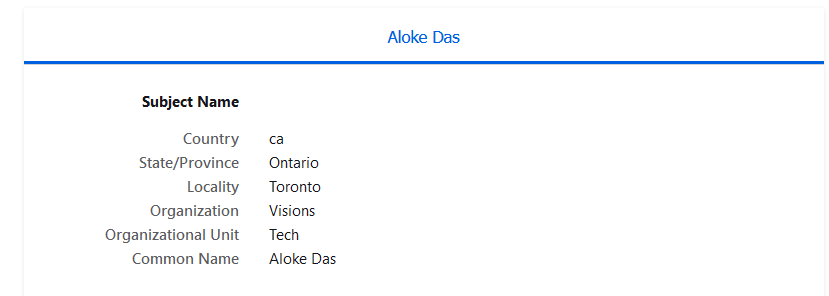 Aloke Das
Subject Name
Country ca
State/Province Ontario
Locality Toronto
Organization Visions
Organizational Unit Tech
Common Name Aloke Das